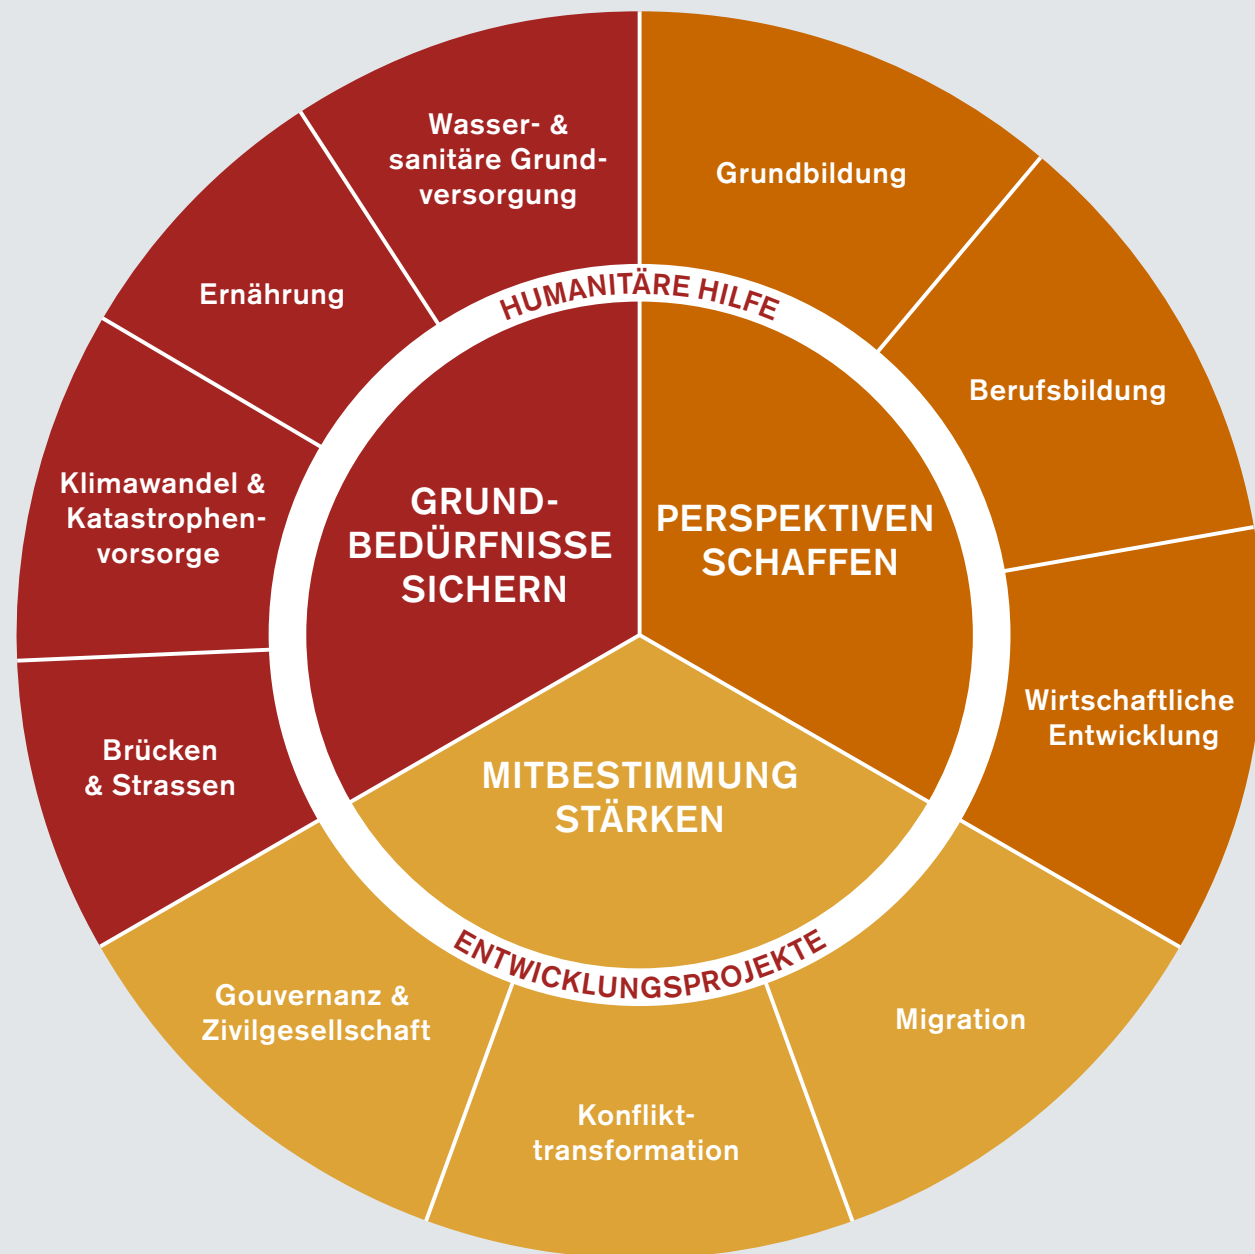 Wasser- &
sanitäre Grund-
versorgung
Grundbildung
Ernährung
HUMANITÄRE HILFE
Berufsbildung
Klimawandel &
Katastrophen-
vorsorge
GRUND-
BEDÜRFNISSE
SICHERN
PERSPEKTIVEN
SCHAFFEN
Wirtschaftliche
Entwicklung
Brücken
& Strassen
MITBESTIMMUNG
STÄRKEN
ENTWICKLUNGSPROJEKTE
Gouvernanz &
Zivilgesellschaft
Migration
Konflikt-
transformation